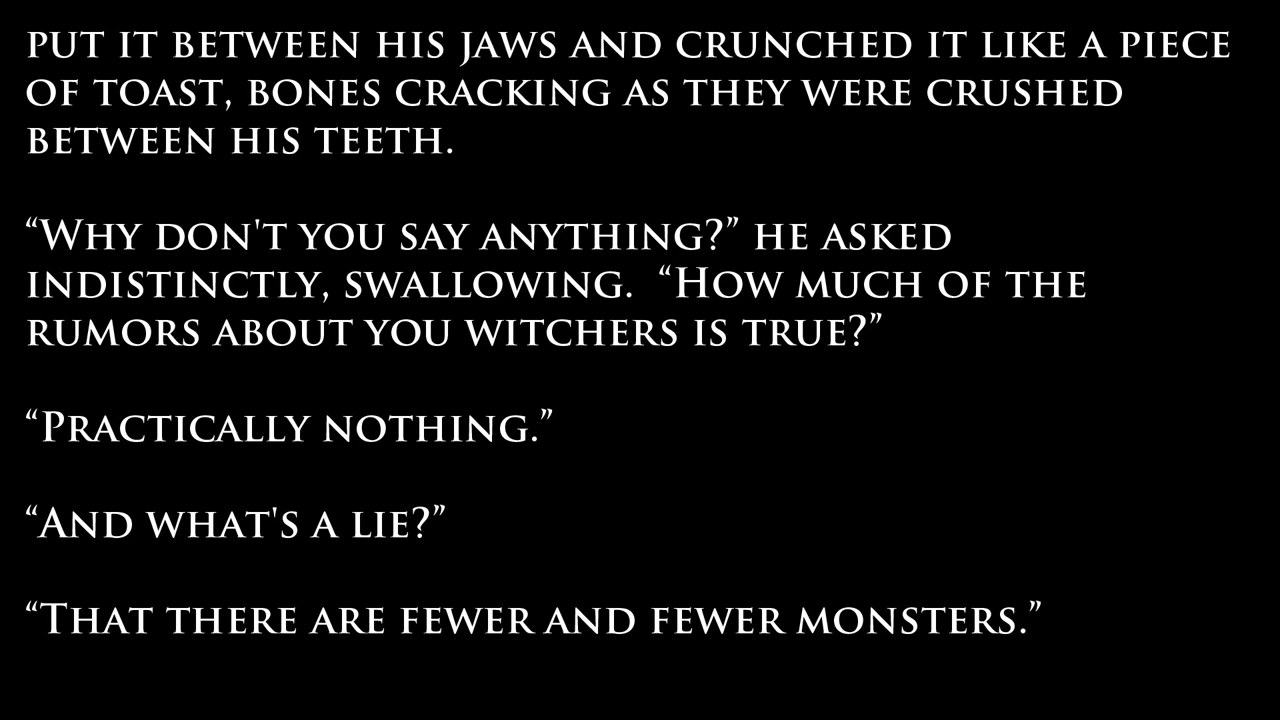 put it between his jaws and crunched it like a piece
of toast, bones cracking as they were crushed
between his teeth.
“Why don't you say anything?” he asked
indistinctly, swallowing.  “How much of the
rumors about you witchers is true?”
“Practically nothing.”
“And what's a lie?”
“That there are fewer and fewer monsters.”